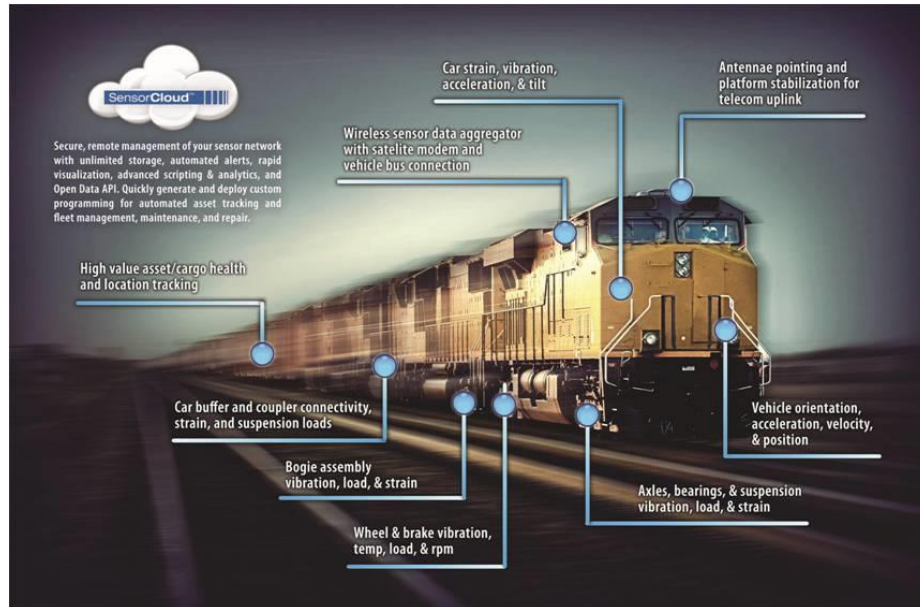 SensorCloud™
Secure, remote management of your sensor network
with unlimited storage, automated alerts, rapid
visualization, advanced scripting & analytics, and
Open Data API. Quickly generate and deploy custom
programming for automated asset tracking and
fleet management, maintenance, and repair.
Car strain, vibration,
acceleration, & tilt
Antennae pointing and
platform stabilization for
telecom uplink
Wireless sensor data aggregator
with satelite modem and
vehicle bus connection
High value asset/cargo health
and location tracking
Car buffer and coupler connectivity,
strain, and suspension loads
Vehicle orientation,
acceleration, velocity,
& position
Bogie assembly
vibration, load, & strain
Axles, bearings, & suspension
vibration, load, & strain
Wheel & brake vibration,
temp, load, & rpm